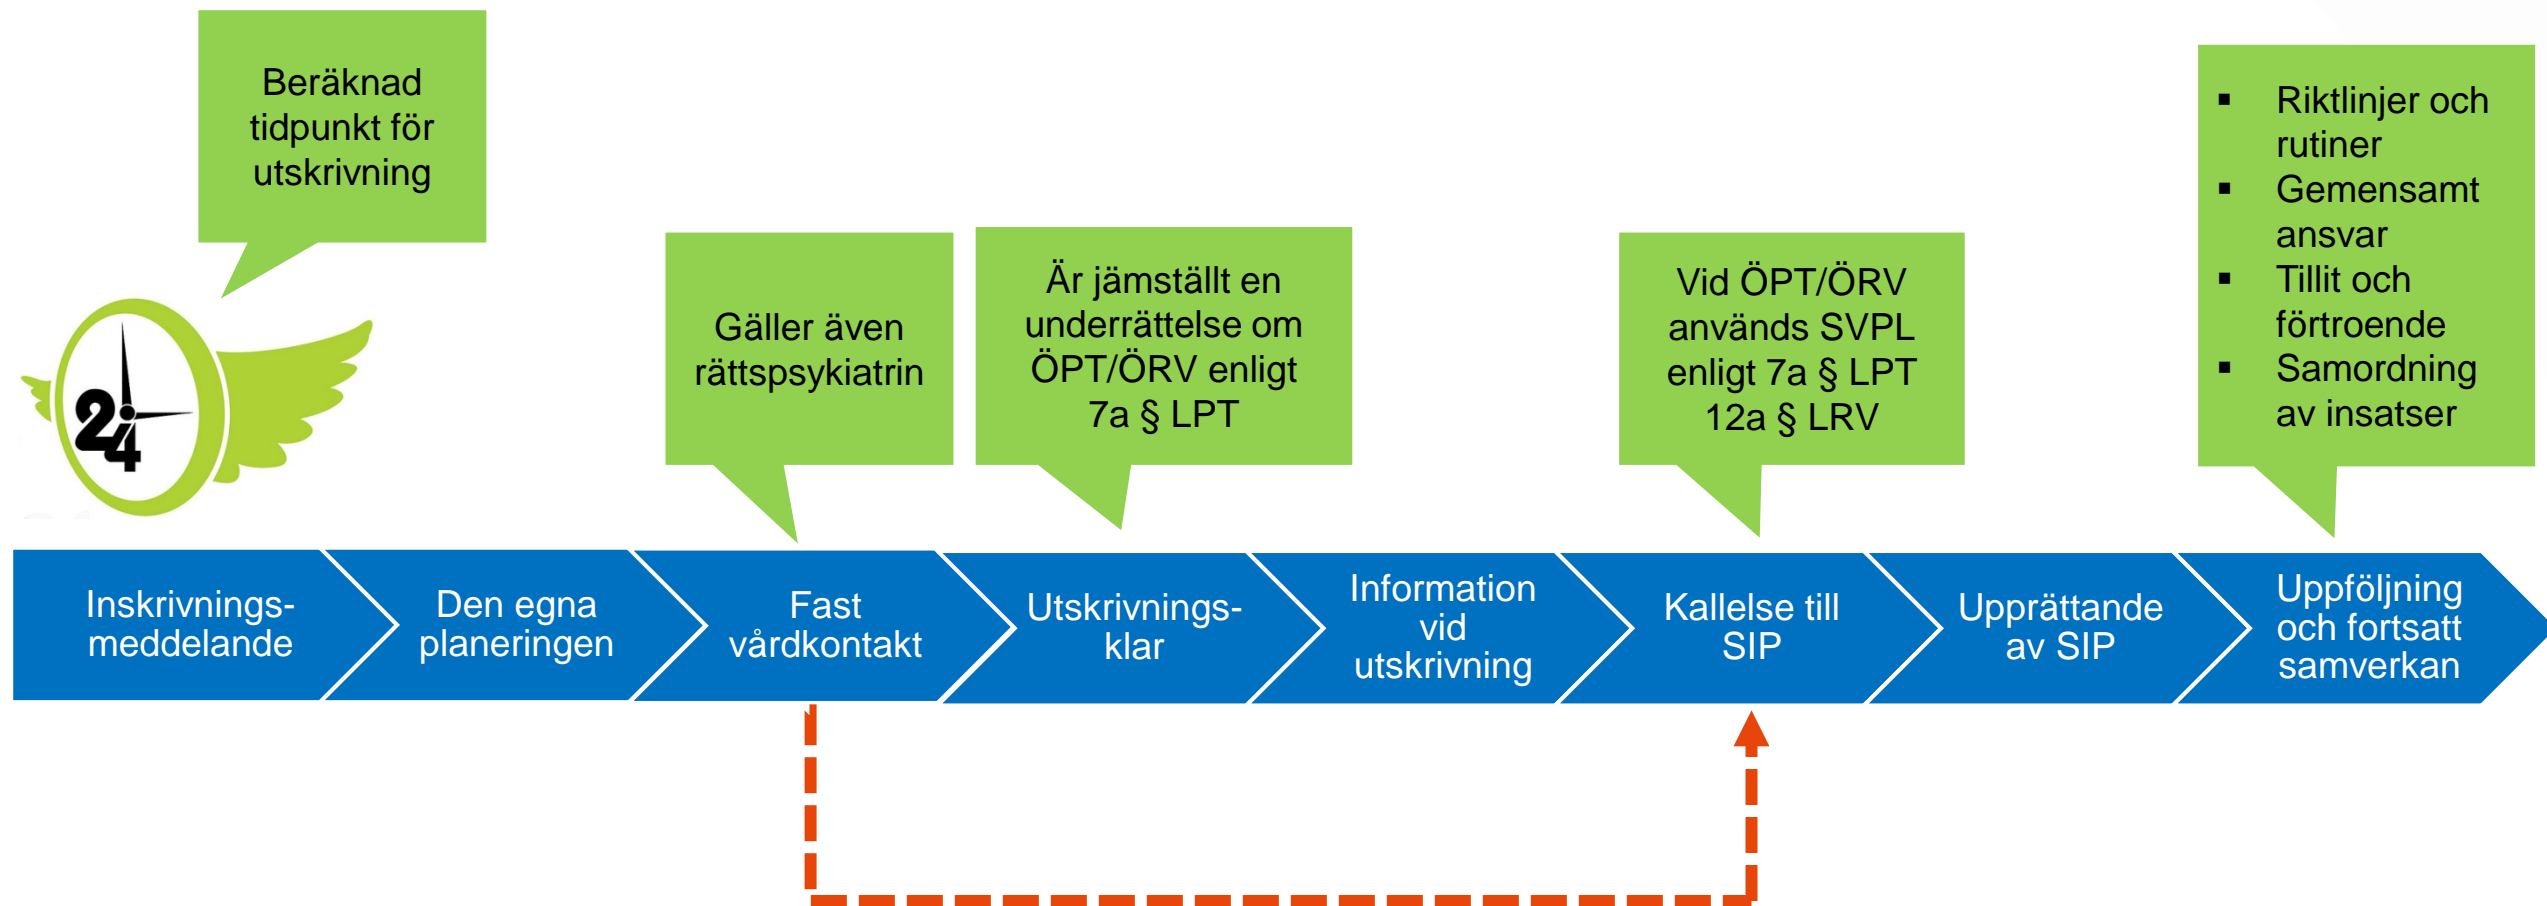 Beräknad
tidpunkt för
utskrivning
24
Gäller även
rättspsykiatrin
Är jämställt en
underrättelse om
ÖPT/ÖRV enligt
7a § LPT
Vid ÖPT/ÖRV
används SVPL
enligt 7a § LPT
12a § LRV
▪ Riktlinjer och
rutiner
▪ Gemensamt
ansvar
▪ Tillit och
förtroende
▪ Samordning
av insatser
Inskrivnings-
meddelande
Den egna
planeringen
Fast
vårdkontakt
Utskrivnings-
klar
Information
vid
utskrivning
Kallelse till
SIP
Upprättande
av SIP
Uppföljning
och fortsatt
samverkan